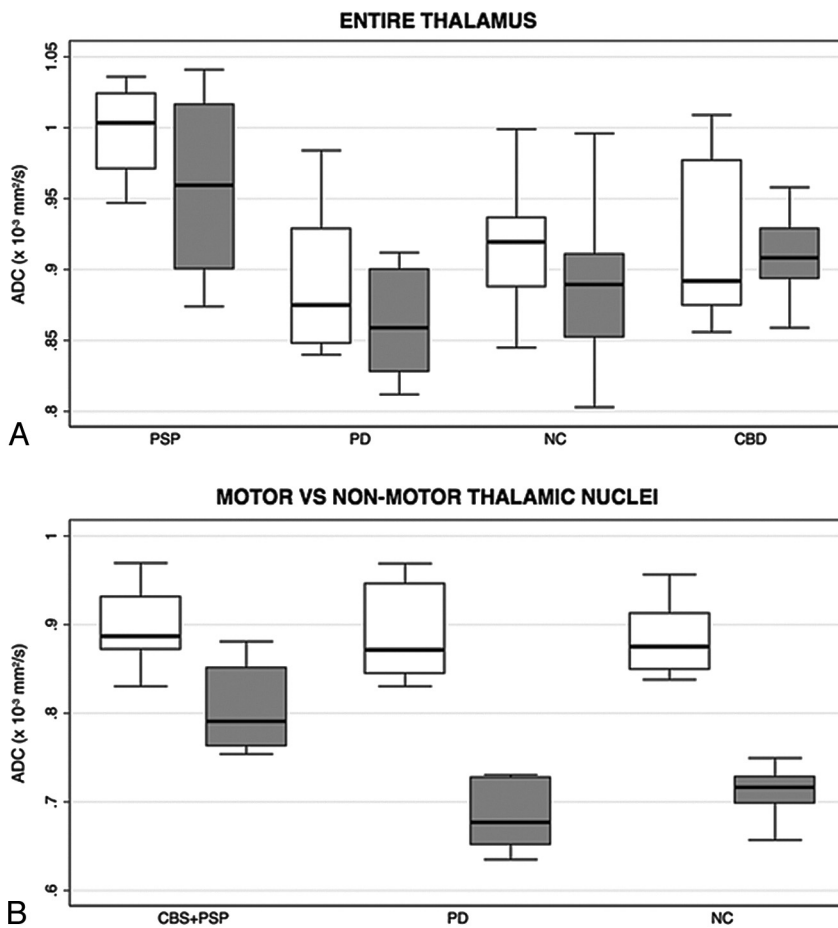 ENTIRE THALAMUS
1.05
1
.95
.9
.85
.8
ADC (x 10-³ mm²/s)
PSP PD NC CBD
A
MOTOR VS NON-MOTOR THALAMIC NUCLEI
1
.9
.8
.7
.6
ADC (x 10-³ mm²/s)
CBS+PSP PD NC
B